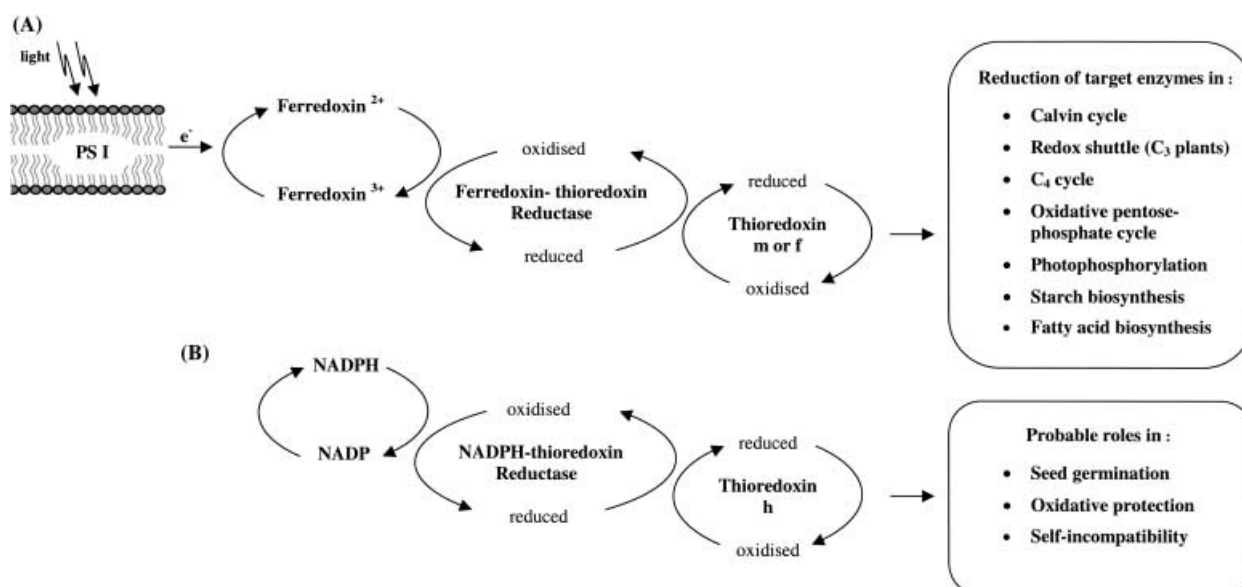 (A)
light
PS I
e-
Ferredoxin 2+
Ferredoxin 3+
oxidised
Ferredoxin- thioredoxin
Reductase
reduced
reduced
Thioredoxin
m or f
oxidised
Reduction of target enzymes in :
• Calvin cycle
• Redox shuttle (C3 plants)
• C4 cycle
• Oxidative pentose-
phosphate cycle
• Photophosphorylation
• Starch biosynthesis
• Fatty acid biosynthesis
(B)
NADPH
NADP
oxidised
NADPH-thioredoxin
Reductase
reduced
reduced
Thioredoxin
h
oxidised
Probable roles in :
• Seed germination
• Oxidative protection
• Self-incompatibility